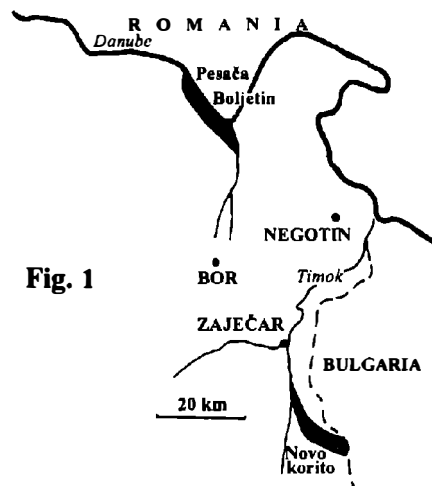 R O M A N I A
Danube
Pesača
Boljetin
NEGOTIN
BOR
Fig. 1
Timok
ZAJEČAR
BULGARIA
20 km
Novo
korito